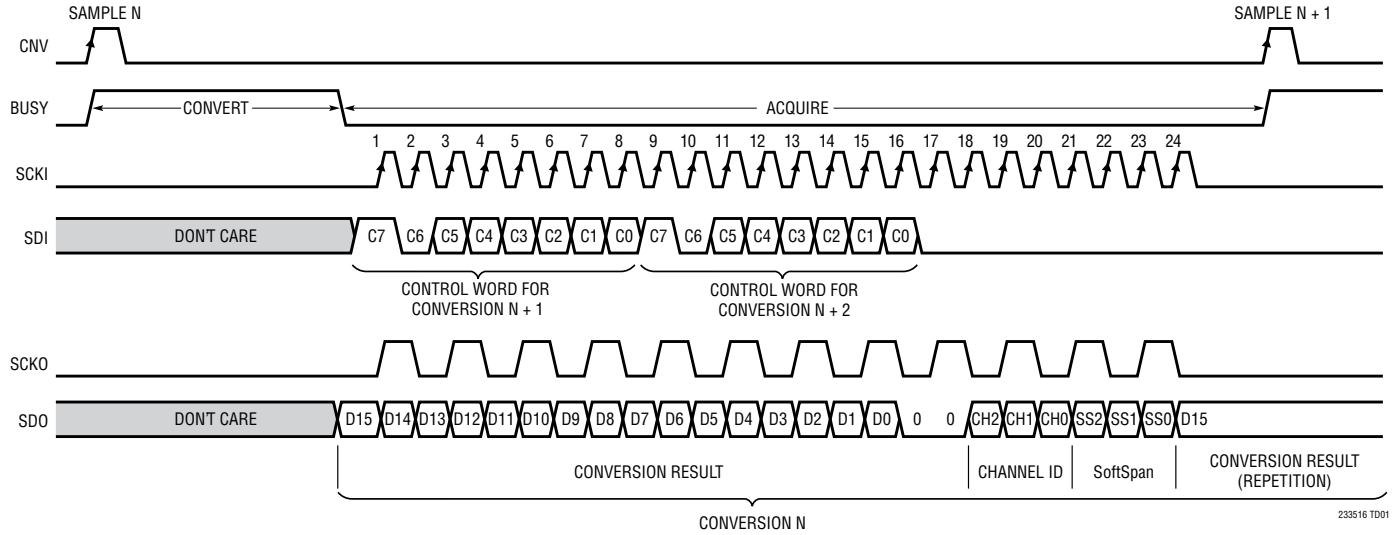 SAMPLE N
SAMPLE N + 1
CNV
BUSY
CONVERT
ACQUIRE
1 2 3 4 5 6 7 8 9 10 11 12 13 14 15 16 17 18 19 20 21 22 23 24
SCKI
SDI
DON'T CARE
C7 C6 C5 C4 C3 C2 C1 C0 C7 C6 C5 C4 C3 C2 C1 C0
CONTROL WORD FOR
CONVERSION N + 1
CONTROL WORD FOR
CONVERSION N + 2
SCKO
SDO
DON'T CARE
D15 D14 D13 D12 D11 D10 D9 D8 D7 D6 D5 D4 D3 D2 D1 D0 0 0 CH2 CH1 CH0 SS2 SS1 SS0 D15
CONVERSION RESULT
CHANNEL ID
SoftSpan
CONVERSION RESULT
(REPETITION)
CONVERSION N
233516 TD01